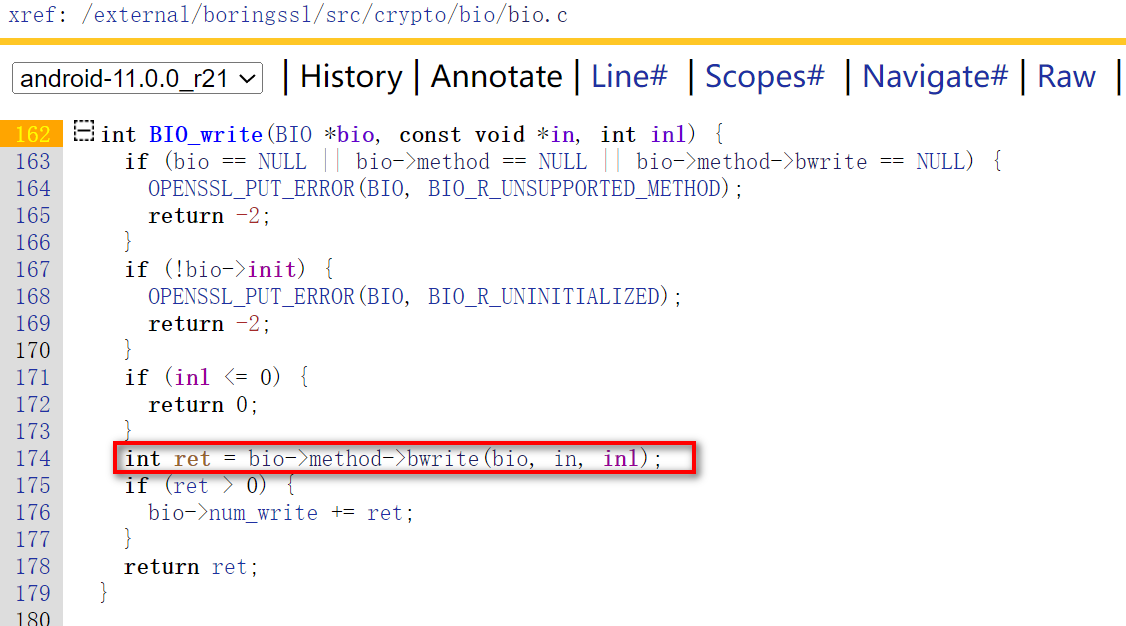 xref: /external/boringssl/src/crypto/bio/bio.c
android-11.0.0_r21 | History | Annotate | Line# | Scopes# | Navigate# | Raw |
162 int BIO_write(BIO *bio, const void *in, int inl) {
163 if (bio == NULL || bio->method == NULL || bio->method->bwrite == NULL) {
164 OPENSSL_PUT_ERROR(BIO, BIO_R_UNSUPPORTED_METHOD);
165 return -2;
166 }
167 if (!bio->init) {
168 OPENSSL_PUT_ERROR(BIO, BIO_R_UNINITIALIZED);
169 return -2;
170 }
171 if (inl <= 0) {
172 return 0;
173 }
174 int ret = bio->method->bwrite(bio, in, inl);
175 if (ret > 0) {
176 bio->num_write += ret;
177 }
178 return ret;
179 }
180